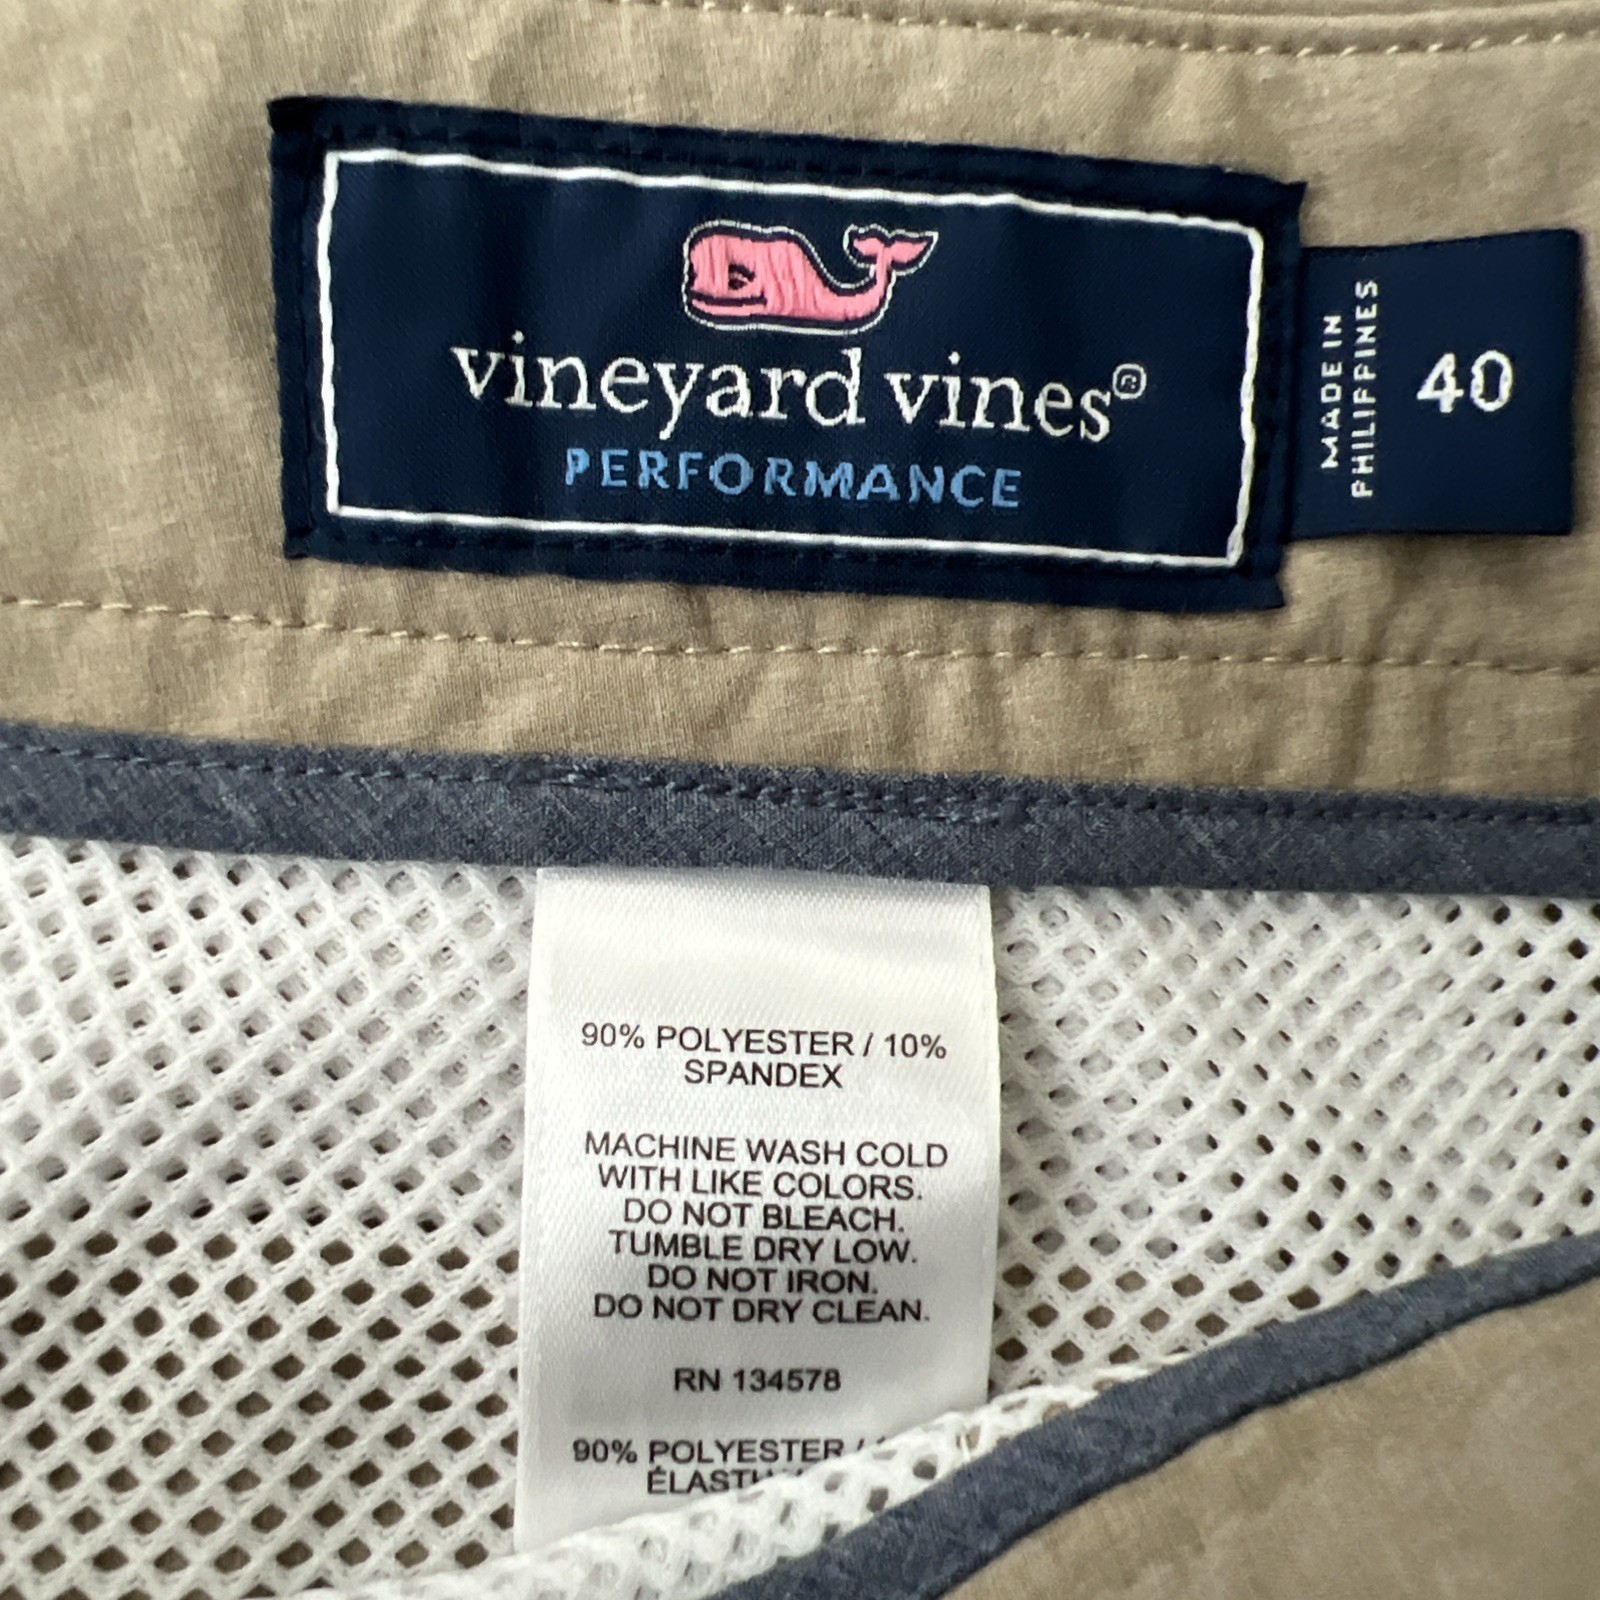 vineyard vines®
PERFORMANCE
MADE IN
PHILIPPINES
40
90% POLYESTER / 10%
SPANDEX
MACHINE WASH COLD
WITH LIKE COLORS.
DO NOT BLEACH.
TUMBLE DRY LOW.
DO NOT IRON.
DO NOT DRY CLEAN.
RN 134578
90% POLYESTER /